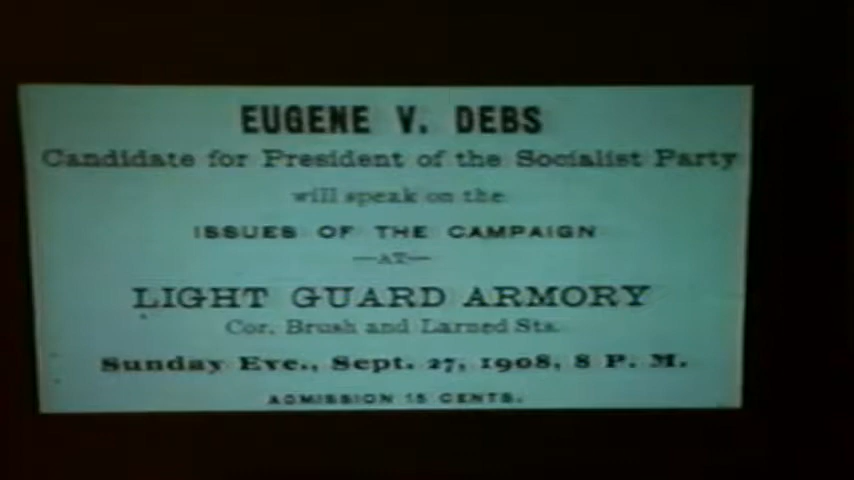 EUGENE V. DEBS
Candidate for President of the Socialist Party
will speak on the
ISSUES OF THE CAMPAIGN
—AT—
LIGHT GUARD ARMORY
Cor. Brush and Larned Sts.
Sunday Eve., Sept. 27, 1908, 8 P. M.
ADMISSION 15 CENTS.